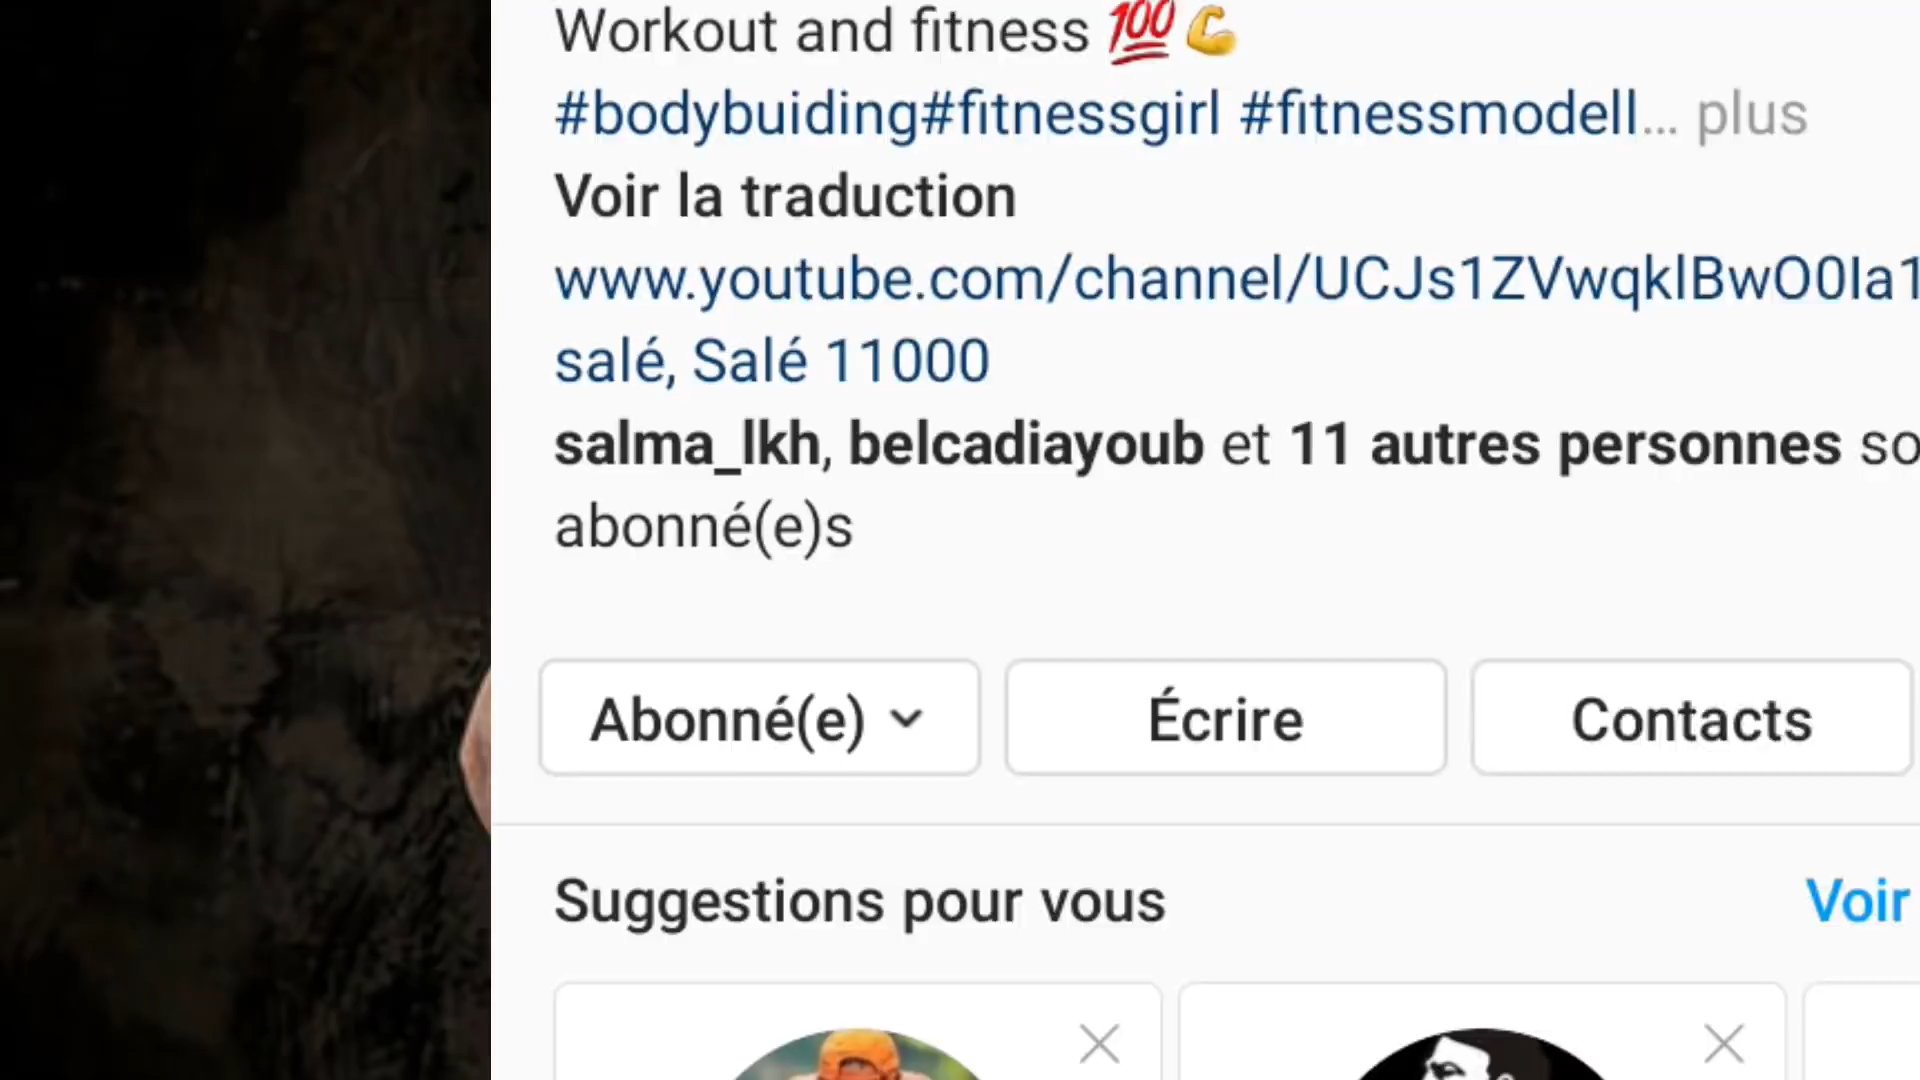 Workout and fitness 💯💪
#bodybuiding#fitnessgirl #fitnessmodell... plus
Voir la traduction
www.youtube.com/channel/UCJs1ZVwqklBwO0Ia1
salé, Salé 11000
salma_lkh, belcadiayoub et 11 autres personnes so
abonné(e)s
Abonné(e) Écrire Contacts
Suggestions pour vous Voir